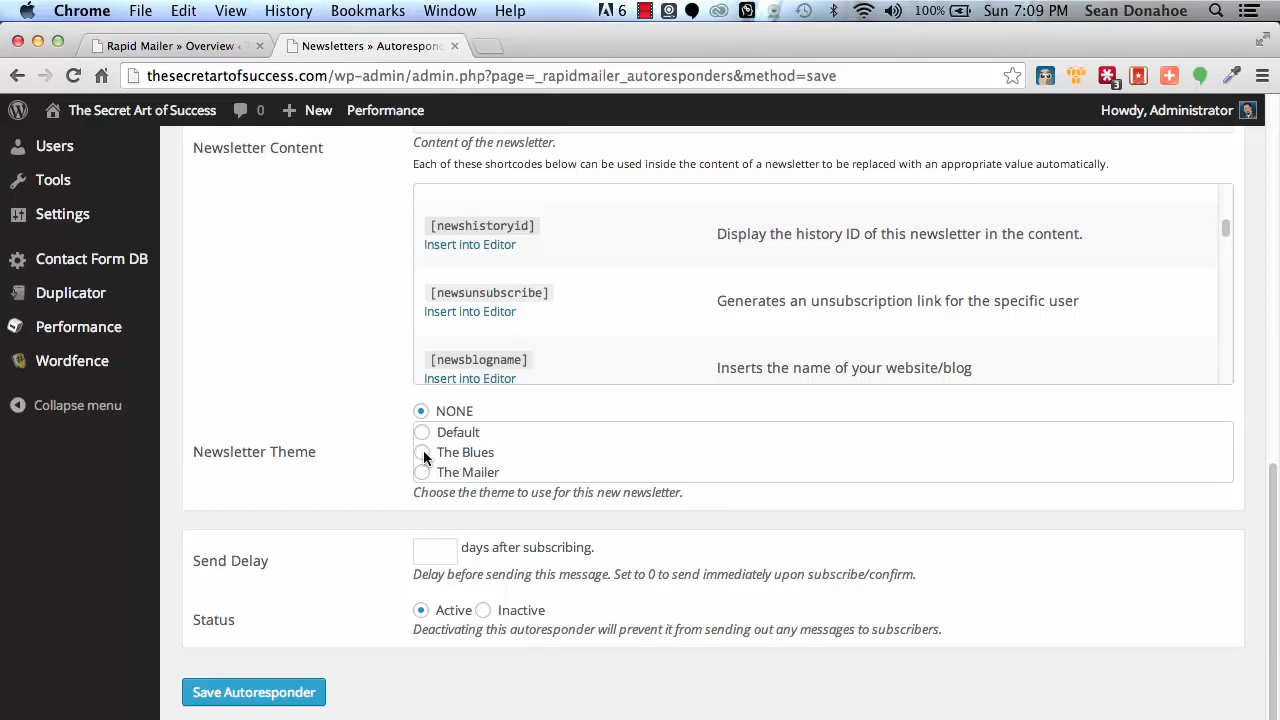 Chrome File Edit View History Bookmarks Window Help 6 100% Sun 7:09 PM Sean Donahoe
Rapid Mailer » Overview ‹ Newsletters » Autorespon
thesecretartofsuccess.com/wp-admin/admin.php?page=_rapidmailer_autoresponders&method=save 3
The Secret Art of Success 0 New Performance Howdy, Administrator
Users
Tools
Settings
Contact Form DB
Duplicator
Performance
Wordfence
Collapse menu
Newsletter Content
Content of the newsletter.
Each of these shortcodes below can be used inside the content of a newsletter to be replaced with an appropriate value automatically.
[newshistoryid]
Insert into Editor
Display the history ID of this newsletter in the content.
[newsunsubscribe]
Insert into Editor
Generates an unsubscription link for the specific user
[newsblogname]
Insert into Editor
Inserts the name of your website/blog
Newsletter Theme
NONE
Default
The Blues
The Mailer
Choose the theme to use for this new newsletter.
Send Delay
days after subscribing.
Delay before sending this message. Set to 0 to send immediately upon subscribe/confirm.
Status
Active Inactive
Deactivating this autoresponder will prevent it from sending out any messages to subscribers.
Save Autoresponder